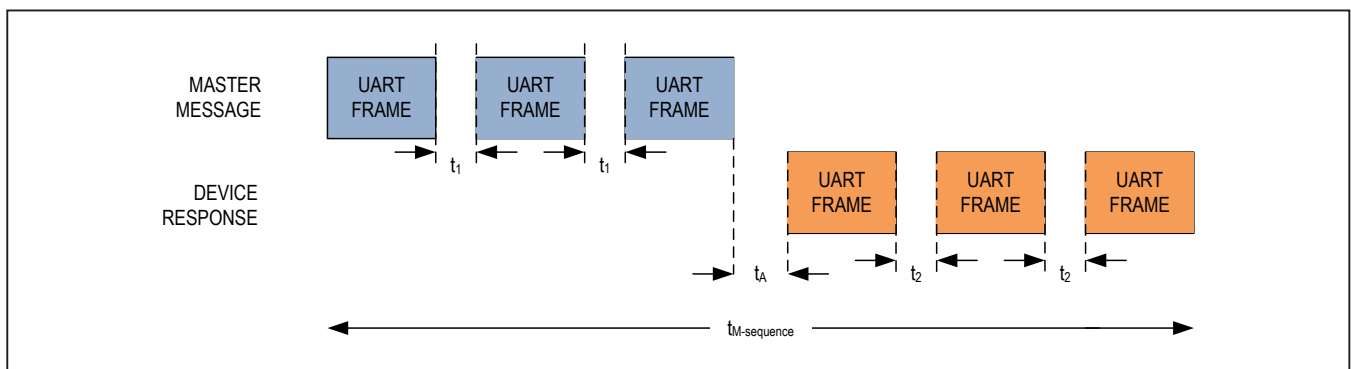 MASTER
MESSAGE
UART
FRAME
UART
FRAME
UART
FRAME
t1
t1
DEVICE
RESPONSE
UART
FRAME
UART
FRAME
UART
FRAME
tA
t2
t2
tM-sequence